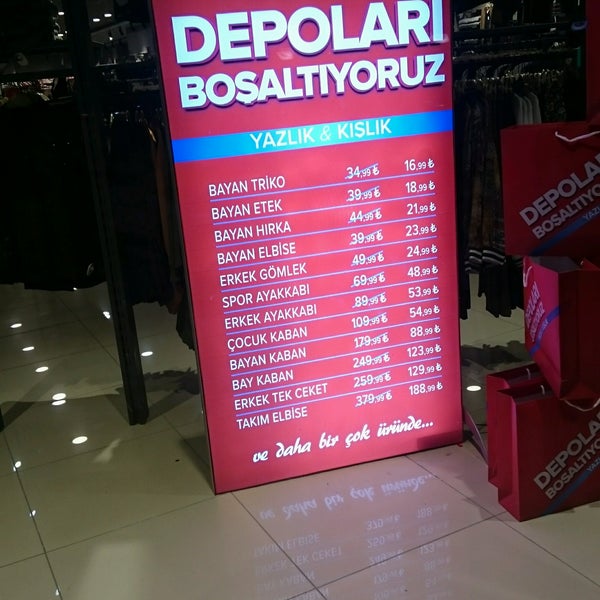 DEPOLARI
BOŞALTIYORUZ
YAZLIK & KIŞLIK
BAYAN TRİKO 34,99 ₺ 16,99 ₺
BAYAN ETEK 39,99 ₺ 18,99 ₺
BAYAN HIRKA 44,99 ₺ 21,99 ₺
BAYAN ELBİSE 39,99 ₺ 23,99 ₺
ERKEK GÖMLEK 49,99 ₺ 24,99 ₺
SPOR AYAKKABI 69,99 ₺ 48,99 ₺
ERKEK AYAKKABI 89,99 ₺ 53,99 ₺
ÇOCUK KABAN 109,99 ₺ 54,99 ₺
BAYAN KABAN 179,99 ₺ 88,99 ₺
BAY KABAN 249,99 ₺ 123,99 ₺
ERKEK TEK CEKET 259,99 ₺ 129,99 ₺
TAKIM ELBİSE 379,99 ₺ 188,99 ₺
ve daha bir çok üründe...
DEPOLARI
BOŞALTIYORUZ
YAZLIK
DEPOLARI
BOŞALTIYORUZ